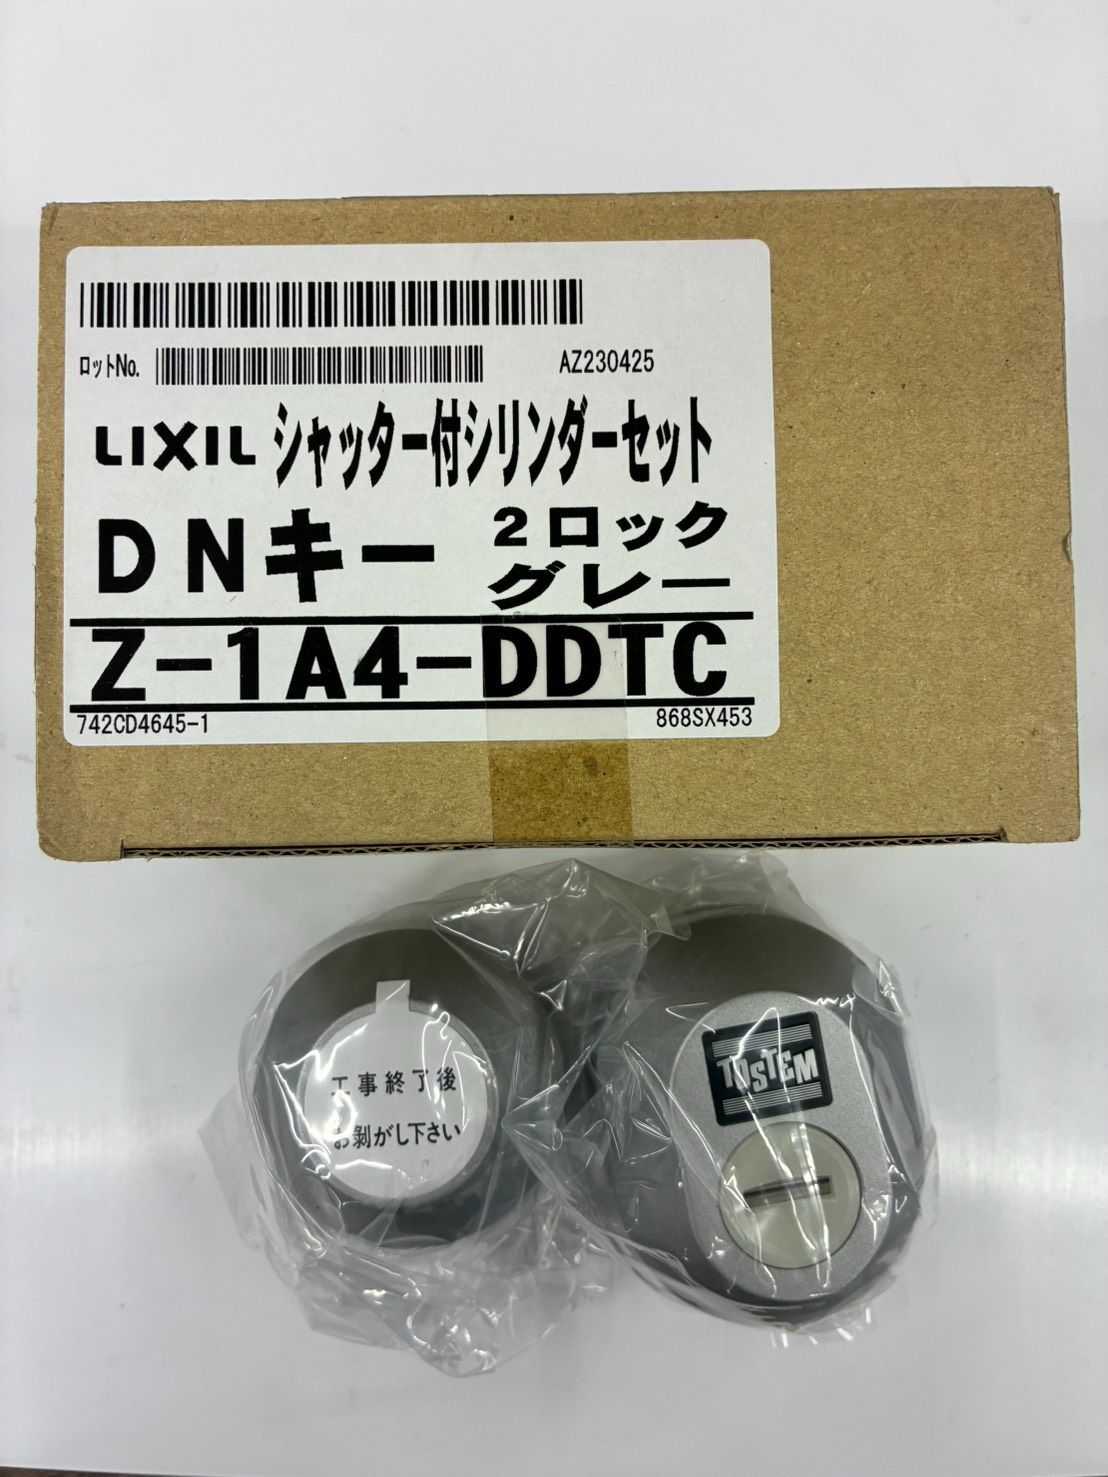 ロットNo. AZ230425
LIXIL シャッター付シリンダーセット
DNキー 2ロック
グレー
Z-1A4-DDTC
742CD4645-1 868SX453
工事終了後
お剥がし下さい
TOSTEM